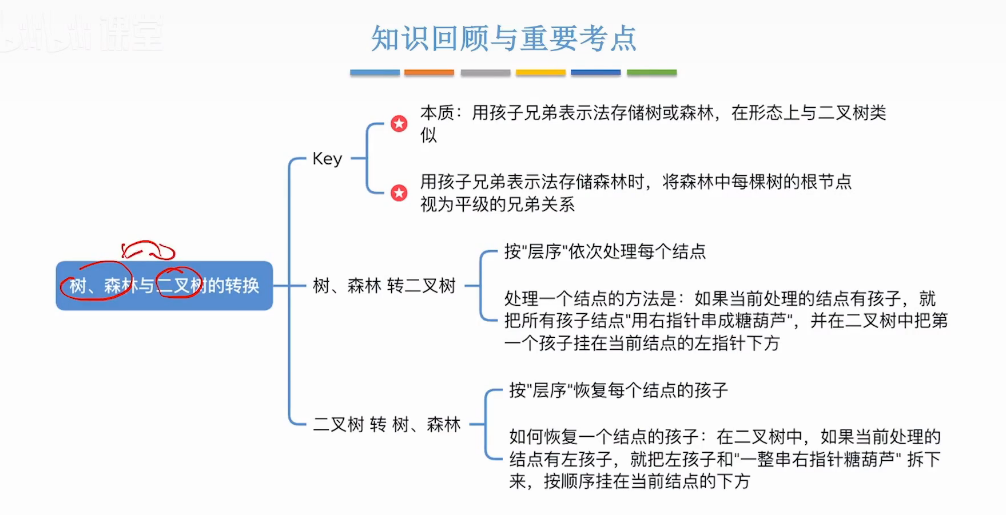 知识回顾与重要考点
本质：用孩子兄弟表示法存储树或森林，在形态上与二叉树类
似
Key
用孩子兄弟表示法存储森林时，将森林中每棵树的根节点
视为平级的兄弟关系
树、森林与二叉树的转换
按"层序"依次处理每个结点
树、森林 转二叉树
处理一个结点的方法是：如果当前处理的结点有孩子，就
把所有孩子结点"用右指针串成糖葫芦"，并在二叉树中把第
一个孩子挂在当前结点的左指针下方
按"层序"恢复每个结点的孩子
二叉树 转 树、森林
如何恢复一个结点的孩子：在二叉树中，如果当前处理的
结点有左孩子，就把左孩子和"一整串右指针糖葫芦" 拆下
来，按顺序挂在当前结点的下方